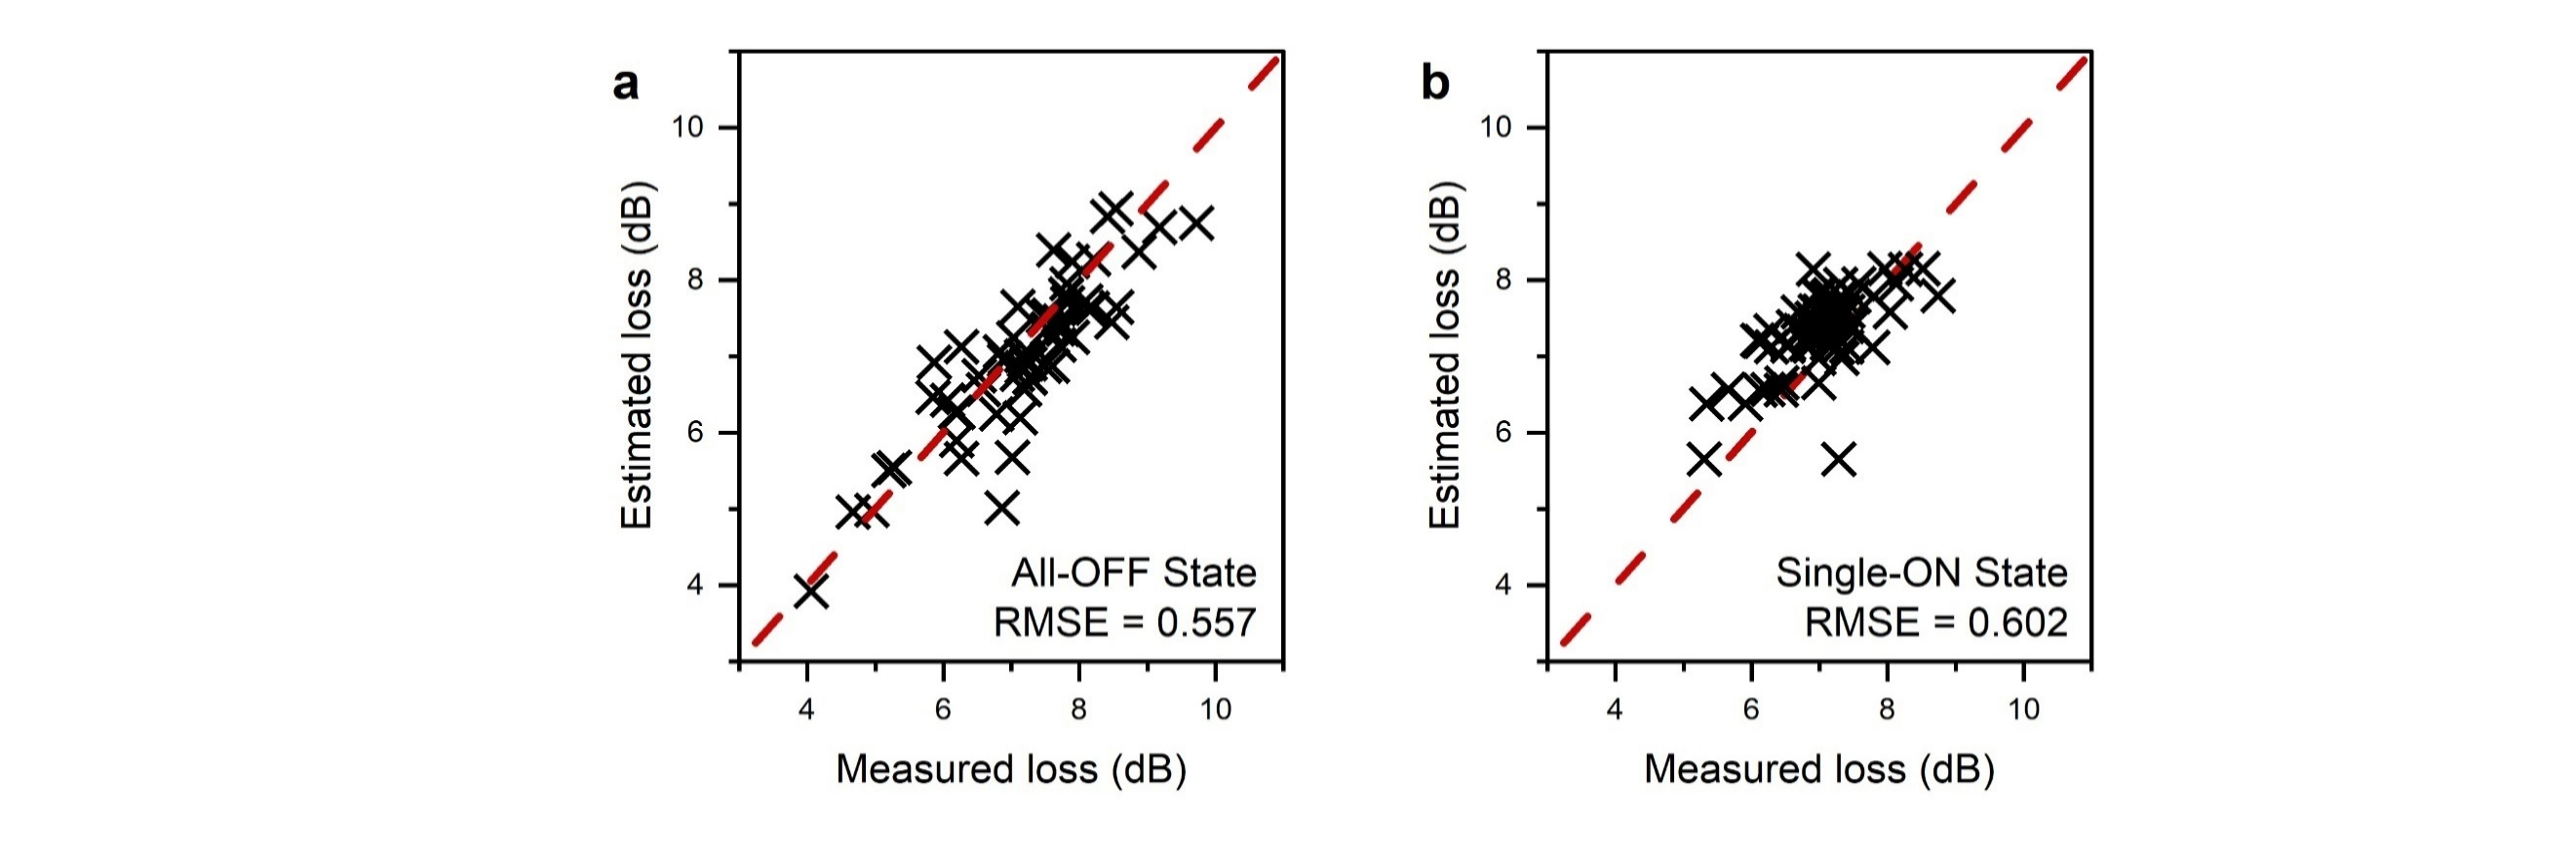 a
10
8
6
4
Estimated loss (dB)
All-OFF State
RMSE = 0.557
4 6 8 10
Measured loss (dB)
b
10
8
6
4
Estimated loss (dB)
Single-ON State
RMSE = 0.602
4 6 8 10
Measured loss (dB)